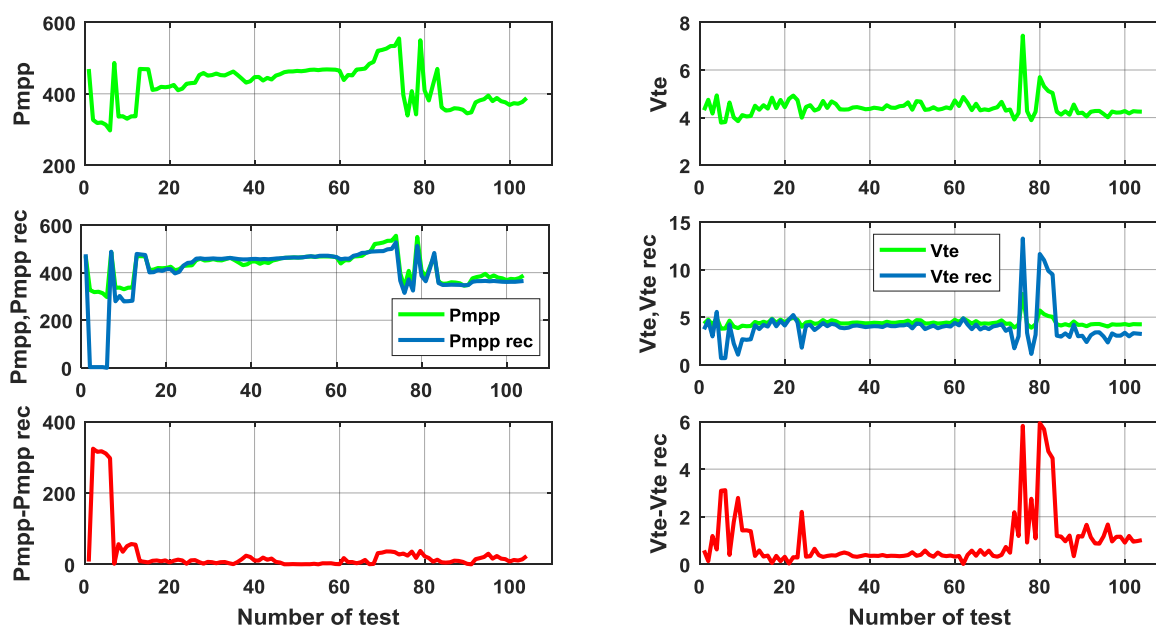 Pmpp
600
400
200
0 20 40 60 80 100
Vte
8
6
4
2
0 20 40 60 80 100
Pmpp,Pmpp rec
600
400
200
0
Pmpp
Pmpp rec
0 20 40 60 80 100
Vte,Vte rec
15
10
5
0
Vte
Vte rec
0 20 40 60 80 100
Pmpp-Pmpp rec
400
200
0
0 20 40 60 80 100
Number of test
Vte-Vte rec
6
4
2
0
0 20 40 60 80 100
Number of test